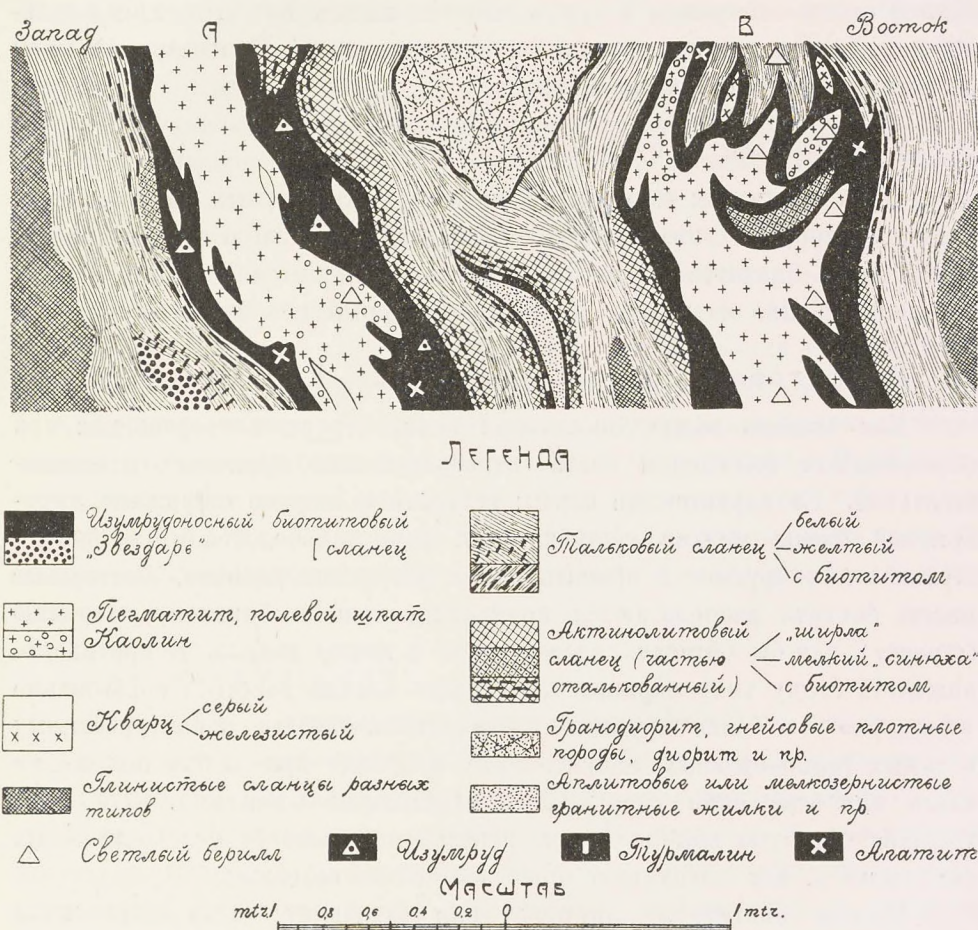 Запад А В Восток
Легенда
Изумрудоносный биотитовый
„Звездарь" [сланец
Пегматит, полевой шпат
Каолин
Кварц серый
железистый
Глинистые сланцы разных
типов
белый
Тальковый сланец желтый
с биотитом
Актинолитовый „ширла"
сланец (частью мелкий „синюха"
оталькованный) с биотитом
Гранодиорит, гнейсовые плотные
породы, диорит и пр.
Аплитовые или мелкозернистые
гранитные жилки и пр
Светлый берилл Изумруд Турмалин Апатит
Масштаб
mtr.1 0,8 0,6 0,4 0,2 0 1 mtr.